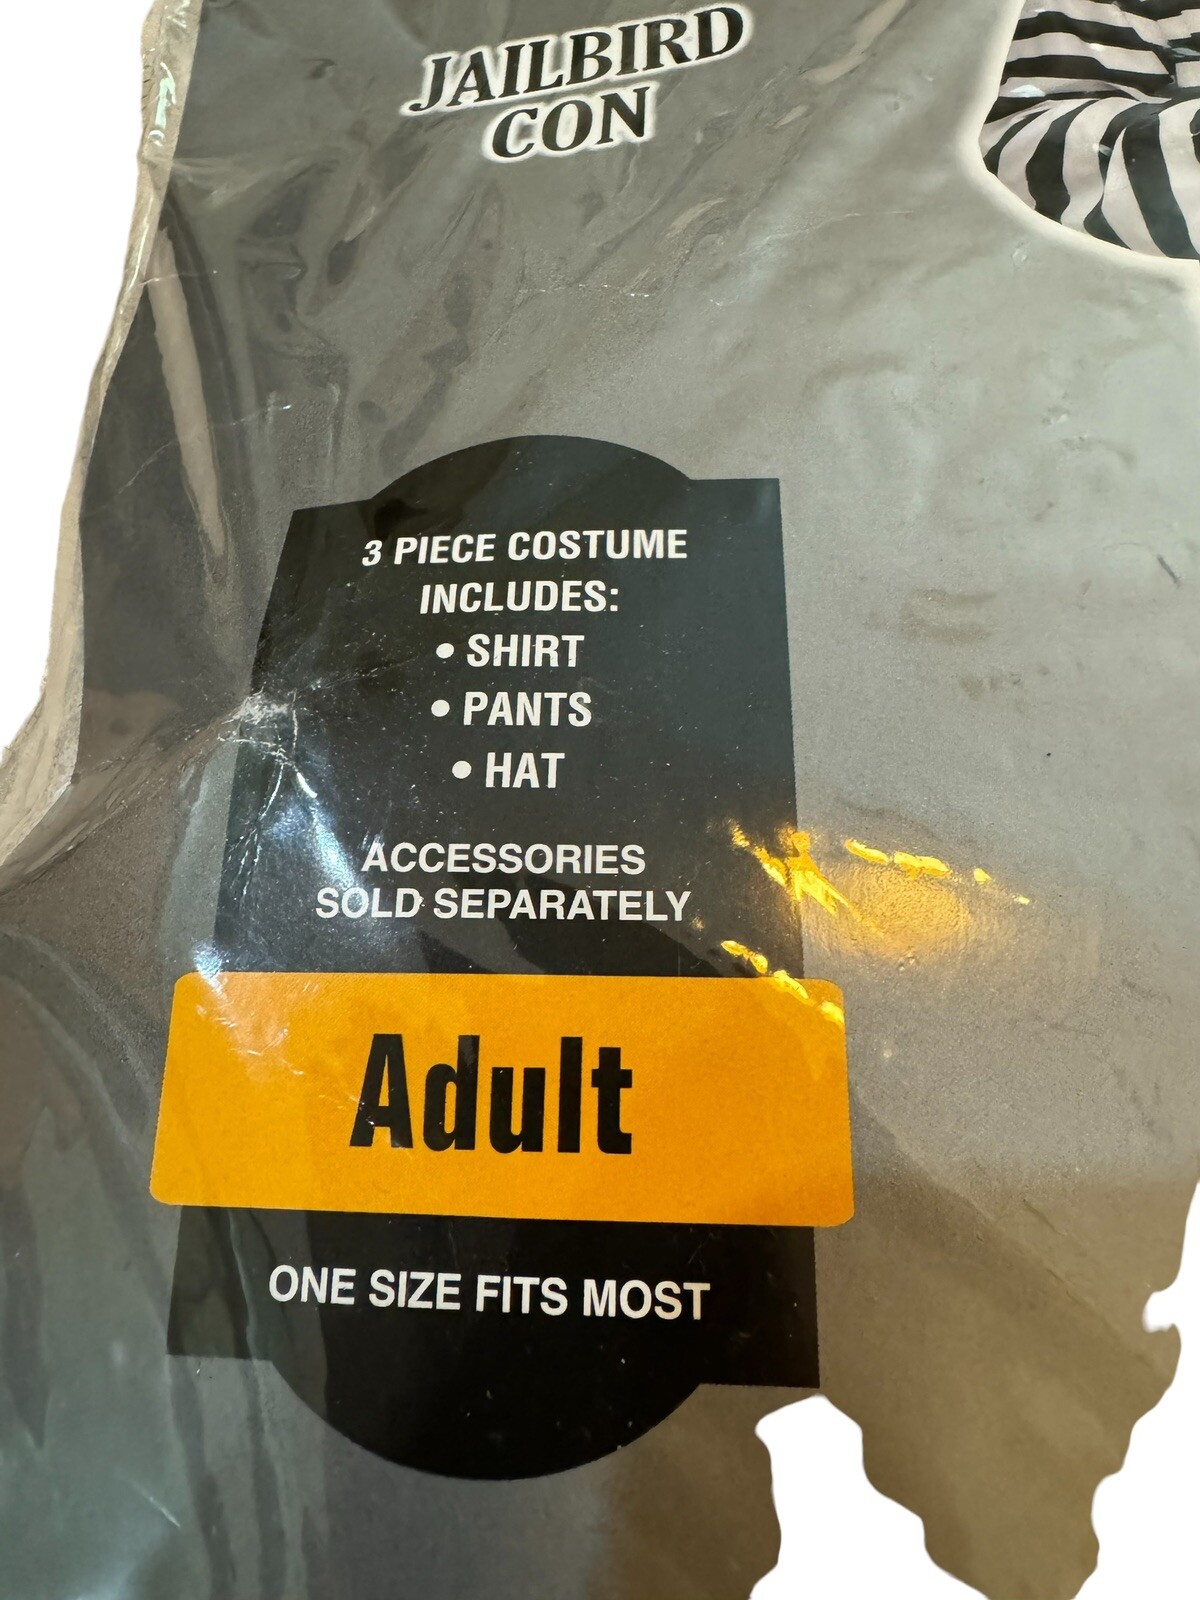 JAILBIRD
CON
3 PIECE COSTUME
INCLUDES:
• SHIRT
• PANTS
• HAT
ACCESSORIES
SOLD SEPARATELY
Adult
ONE SIZE FITS MOST